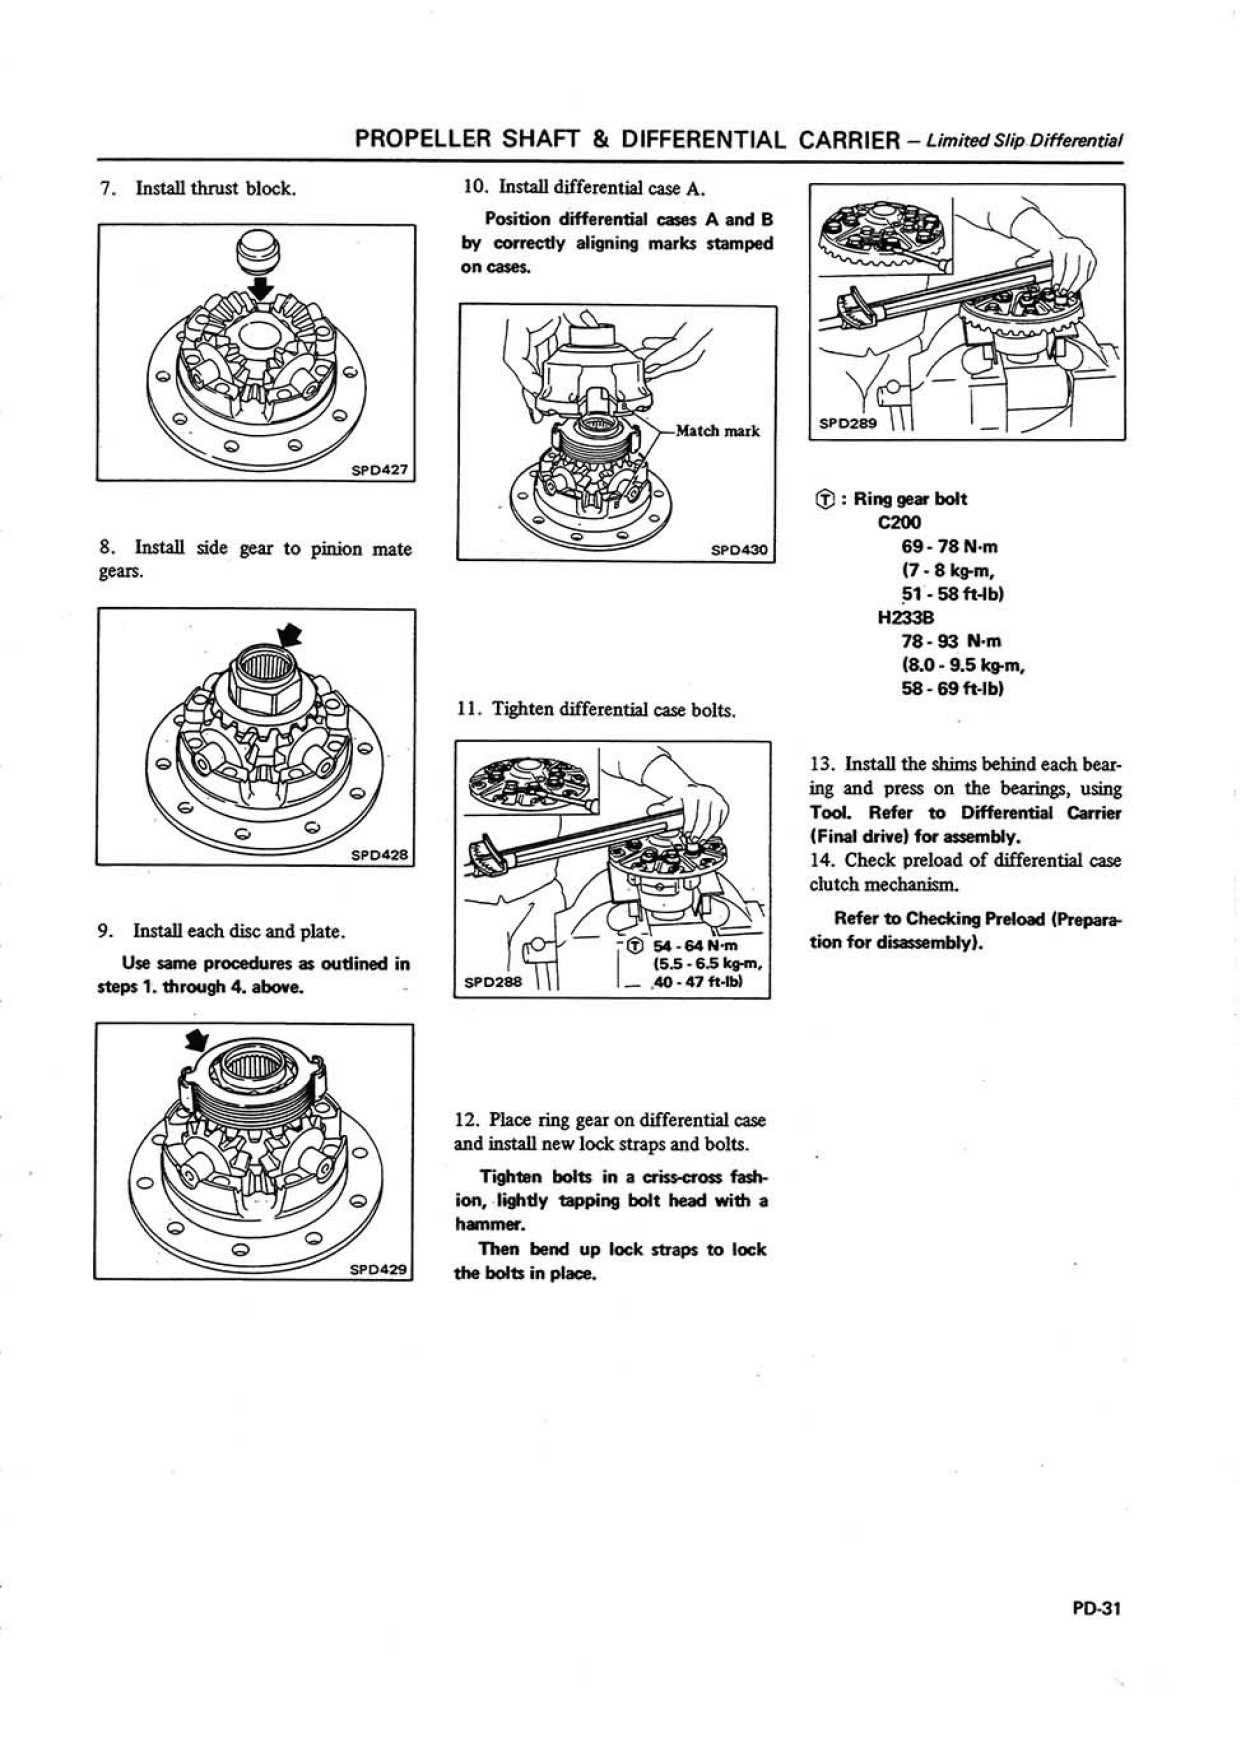 PROPELLER SHAFT & DIFFERENTIAL CARRIER – Limited Slip Differential
7. Install thrust block.
SPD427
8. Install side gear to pinion mate
gears.
SPD428
9. Install each disc and plate.
Use same procedures as outlined in
steps 1. through 4. above.
SPD429
10. Install differential case A.
Position differential cases A and B
by correctly aligning marks stamped
on cases.
Match mark
SPD430
11. Tighten differential case bolts.
Ⓣ 54 - 64 N·m
(5.5 - 6.5 kg-m,
40 - 47 ft-lb)
SPD288
12. Place ring gear on differential case
and install new lock straps and bolts.
Tighten bolts in a criss-cross fash-
ion, lightly tapping bolt head with a
hammer.
Then bend up lock straps to lock
the bolts in place.
SPD289
Ⓣ : Ring gear bolt
C200
69 - 78 N·m
(7 - 8 kg-m,
51 - 58 ft-lb)
H233B
78 - 93 N·m
(8.0 - 9.5 kg-m,
58 - 69 ft-lb)
13. Install the shims behind each bear-
ing and press on the bearings, using
Tool. Refer to Differential Carrier
(Final drive) for assembly.
14. Check preload of differential case
clutch mechanism.
Refer to Checking Preload (Prepara-
tion for disassembly).
PD-31